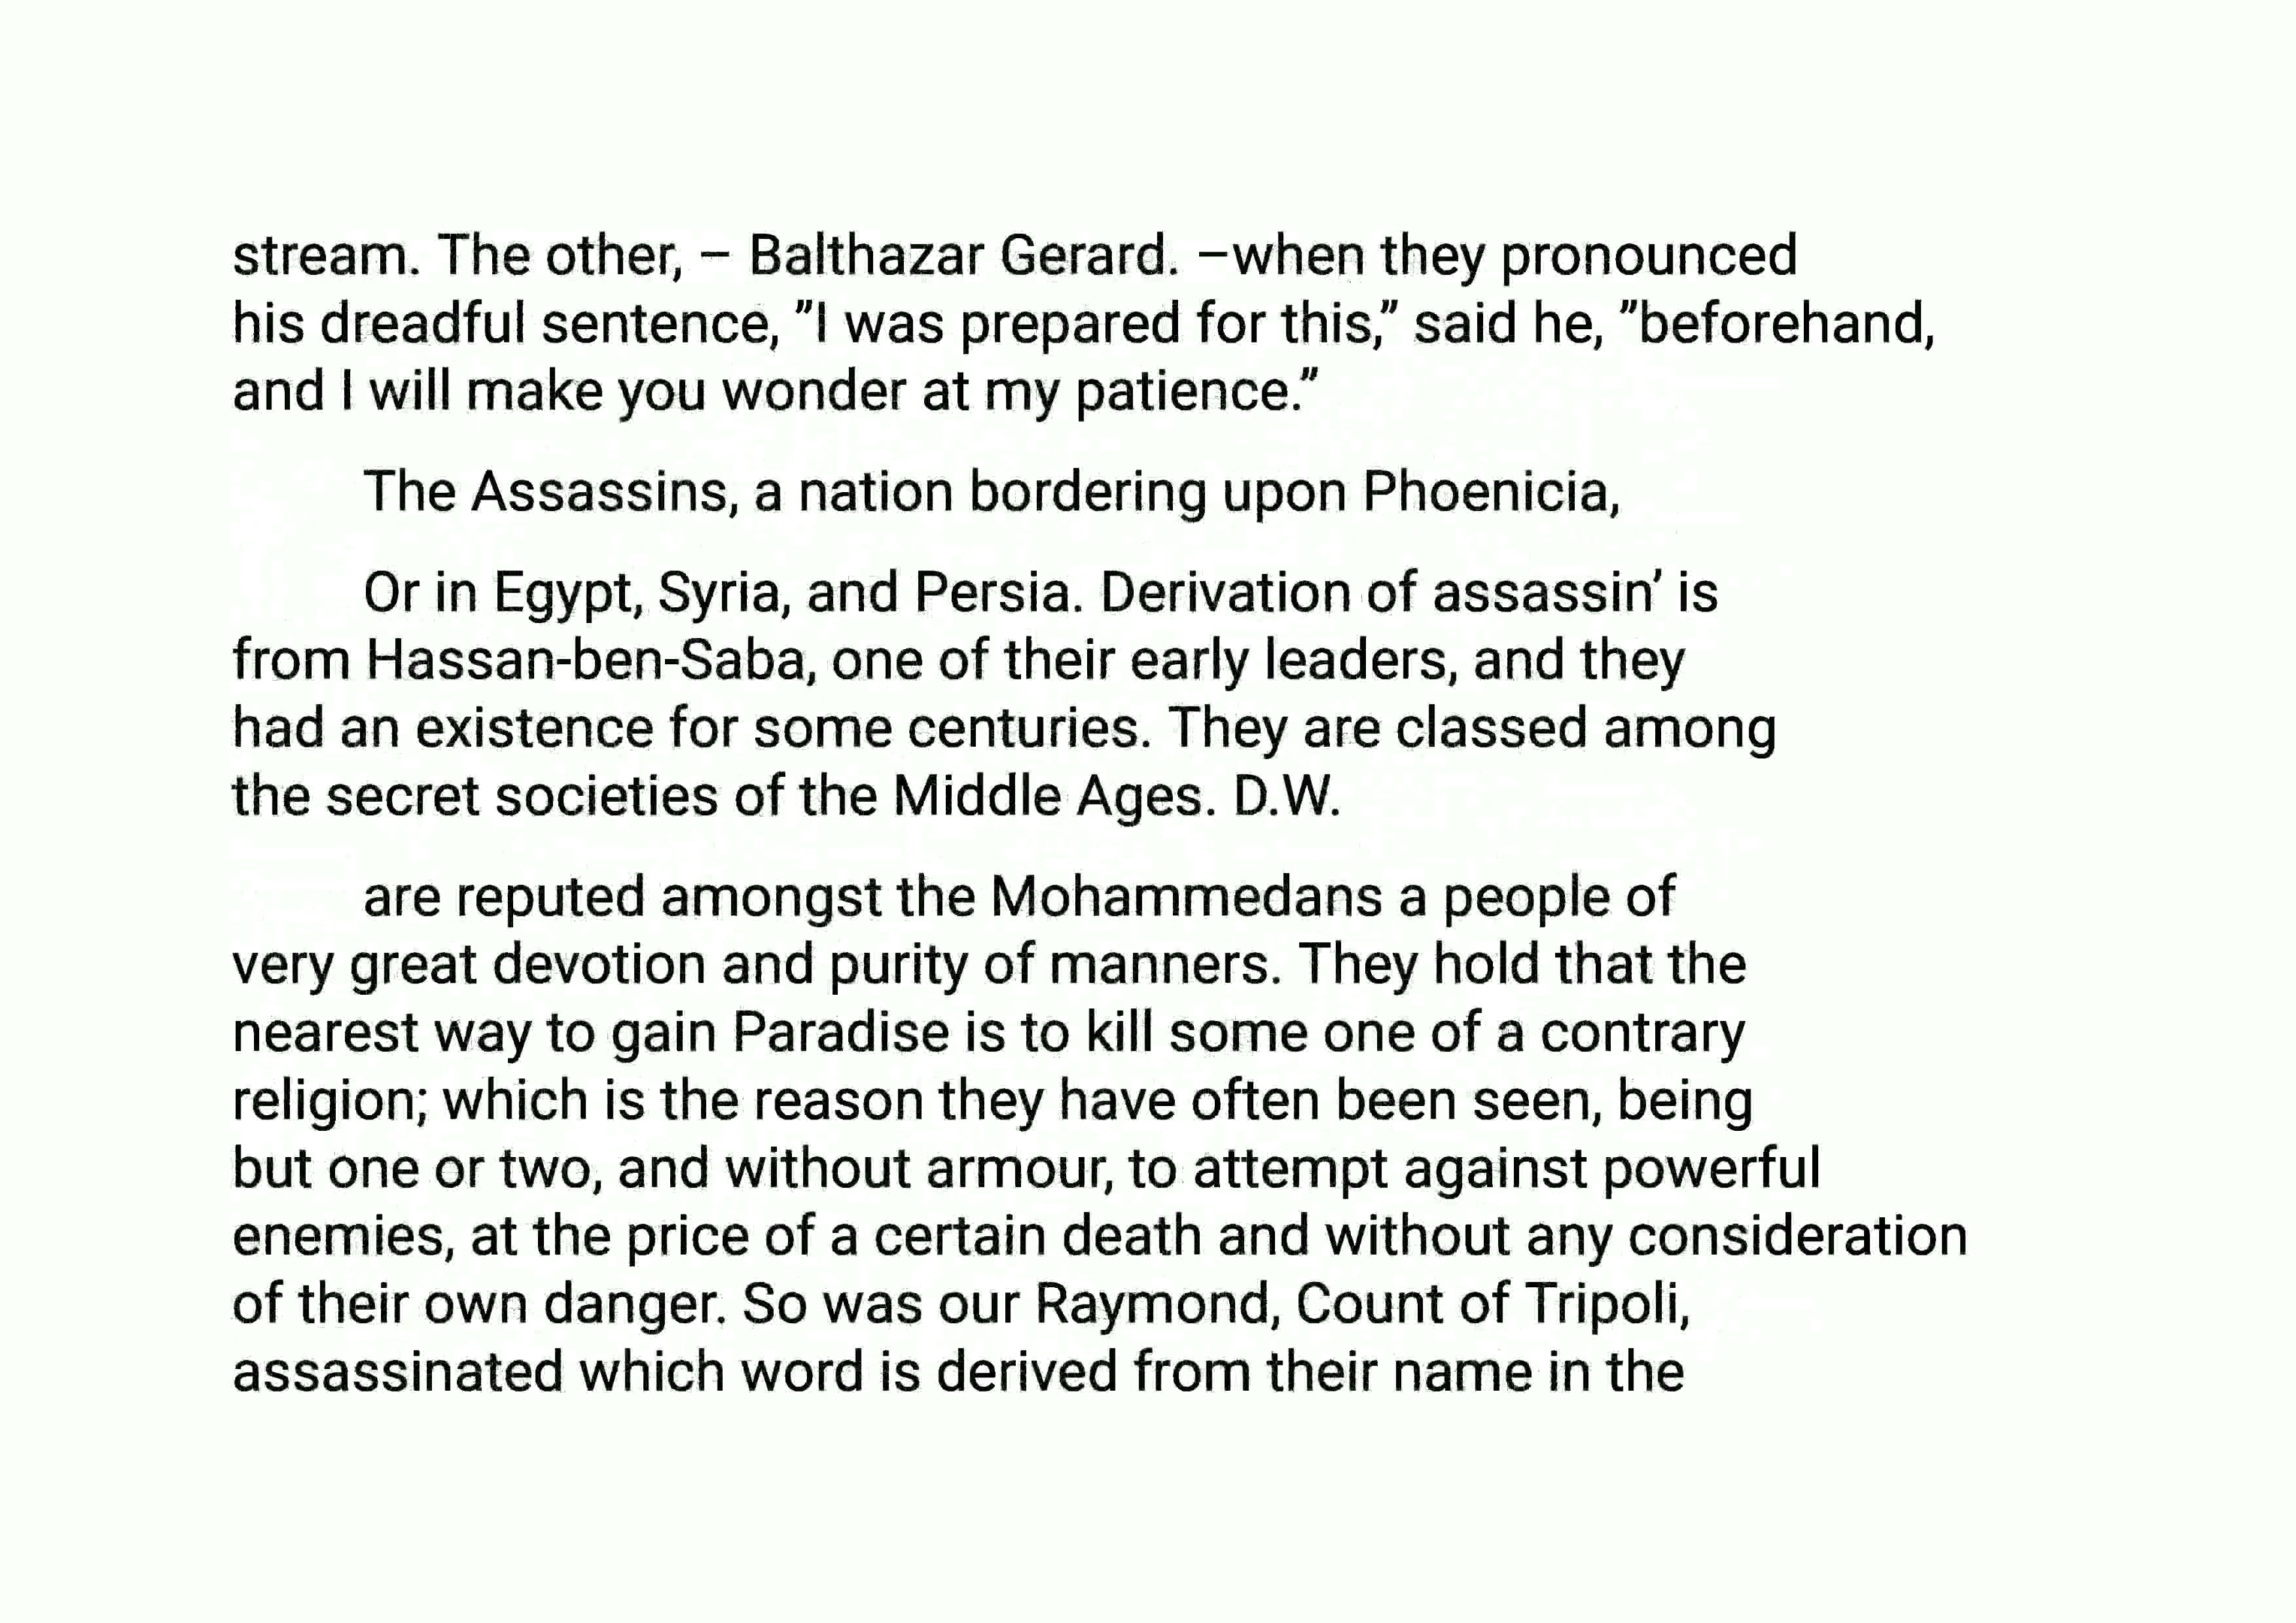 stream. The other, – Balthazar Gerard. –when they pronounced
his dreadful sentence, ”I was prepared for this,” said he, ”beforehand,
and I will make you wonder at my patience.”
The Assassins, a nation bordering upon Phoenicia,
Or in Egypt, Syria, and Persia. Derivation of assassin’ is
from Hassan-ben-Saba, one of their early leaders, and they
had an existence for some centuries. They are classed among
the secret societies of the Middle Ages. D.W.
are reputed amongst the Mohammedans a people of
very great devotion and purity of manners. They hold that the
nearest way to gain Paradise is to kill some one of a contrary
religion; which is the reason they have often been seen, being
but one or two, and without armour, to attempt against powerful
enemies, at the price of a certain death and without any consideration
of their own danger. So was our Raymond, Count of Tripoli,
assassinated which word is derived from their name in the